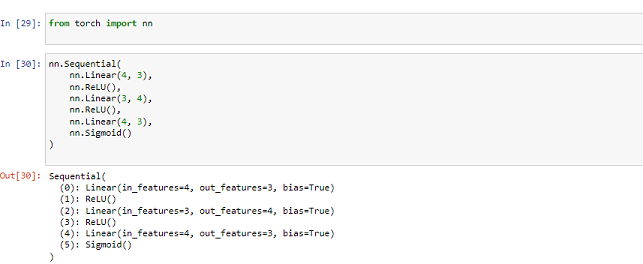 In [29]: from torch import nn
In [30]: nn.Sequential(
    nn.Linear(4, 3),
    nn.ReLU(),
    nn.Linear(3, 4),
    nn.ReLU(),
    nn.Linear(4, 3),
    nn.Sigmoid()
)
Out[30]: Sequential(
  (0): Linear(in_features=4, out_features=3, bias=True)
  (1): ReLU()
  (2): Linear(in_features=3, out_features=4, bias=True)
  (3): ReLU()
  (4): Linear(in_features=4, out_features=3, bias=True)
  (5): Sigmoid()
)